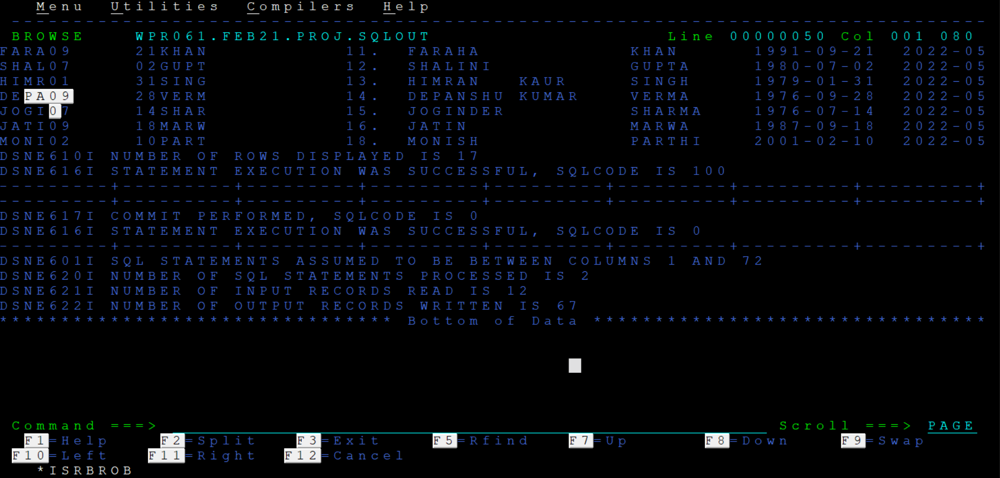 Menu  Utilities  Compilers  Help
-------------------------------------------------------------------------------
BROWSE    WPR061.FEB21.PROJ.SQLOUT                   Line 00000050 Col 001 080
FARA09     21KHAN           11.  FARAHA            KHAN      1991-09-21  2022-05
SHAL07     02GUPT           12.  SHALINI           GUPTA     1980-07-02  2022-05
HIMR01     31SING           13.  HIMRAN   KAUR     SINGH     1979-01-31  2022-05
DEPA09     28VERM           14.  DEPANSHU KUMAR    VERMA     1976-09-28  2022-05
JOGI07     14SHAR           15.  JOGINDER          SHARMA    1976-07-14  2022-05
JATI09     18MARW           16.  JATIN             MARWA     1987-09-18  2022-05
MONI02     10PART           18.  MONISH            PARTHI    2001-02-10  2022-05
DSNE610I NUMBER OF ROWS DISPLAYED IS 17
DSNE616I STATEMENT EXECUTION WAS SUCCESSFUL, SQLCODE IS 100
---------+---------+---------+---------+---------+---------+---------+---------+
---------+---------+---------+---------+---------+---------+---------+---------+
DSNE617I COMMIT PERFORMED, SQLCODE IS 0
DSNE616I STATEMENT EXECUTION WAS SUCCESSFUL, SQLCODE IS 0
---------+---------+---------+---------+---------+---------+---------+---------+
DSNE601I SQL STATEMENTS ASSUMED TO BE BETWEEN COLUMNS 1 AND 72
DSNE620I NUMBER OF SQL STATEMENTS PROCESSED IS 2
DSNE621I NUMBER OF INPUT RECORDS READ IS 12
DSNE622I NUMBER OF OUTPUT RECORDS WRITTEN IS 67
******************************** Bottom of Data ********************************
Command ===>                                                  Scroll ===> PAGE
F1=Help    F2=Split   F3=Exit    F5=Rfind   F7=Up      F8=Down    F9=Swap
F10=Left   F11=Right  F12=Cancel
*ISRBROB